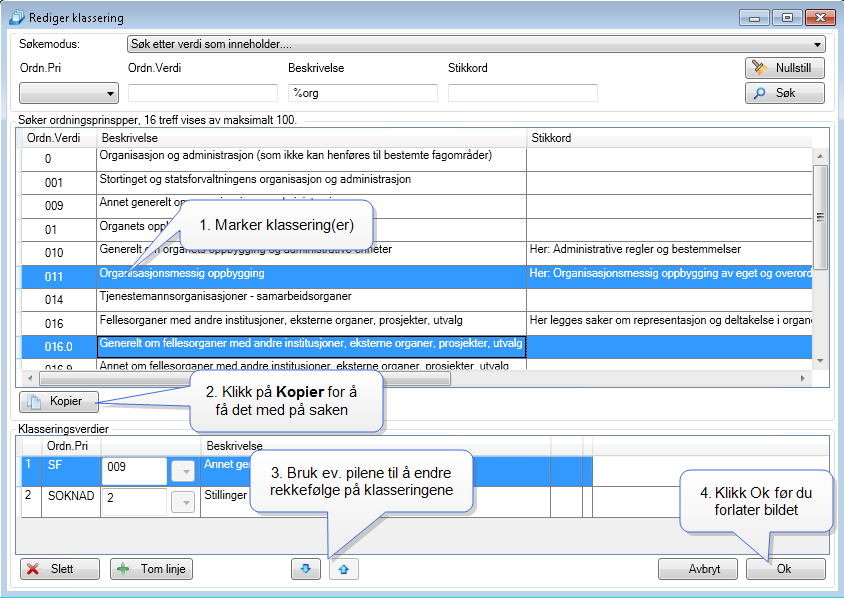 Rediger klassering
Søkemodus:
Søk etter verdi som inneholder....
Ordn.Pri
Ordn.Verdi
Beskrivelse
Stikkord
Nullstill
%org
Søk
Søker ordningsprinspper, 16 treff vises av maksimalt 100.
Ordn.Verdi Beskrivelse Stikkord
0 Organisasjon og administrasjon (som ikke kan henføres til bestemte fagområder)
001 Stortinget og statsforvaltningens organisasjon og administrasjon
009 Annet generelt
01 Organets
010 Generelt om organets oppbygging og administrative enheter Her: Administrative regler og bestemmelser
011 Organisasjonsmessig oppbygging Her: Organisasjonsmessig oppbygging av eget og overord
014 Tjenestemannsorganisasjoner - samarbeidsorganer
016 Fellesorganer med andre institusjoner, eksterne organer, prosjekter, utvalg Her legges saker om representasjon og deltakelse i organ
016.0 Generelt om fellesorganer med andre institusjoner, eksterne organer, prosjekter, utvalg
016.9 Annet om fellesorganer med andre institusjoner, eksterne organer, prosjekter, utvalg
1. Marker klassering(er)
Kopier
2. Klikk på Kopier for å
få det med på saken
Klasseringsverdier
Ordn.Pri
Beskrivelse
1 SF 009 Annet
2 SOKNAD 2 Stillinger
3. Bruk ev. pilene til å endre
rekkefølge på klasseringene
4. Klikk Ok før du
forlater bildet
Slett
Tom linje
Avbryt
Ok